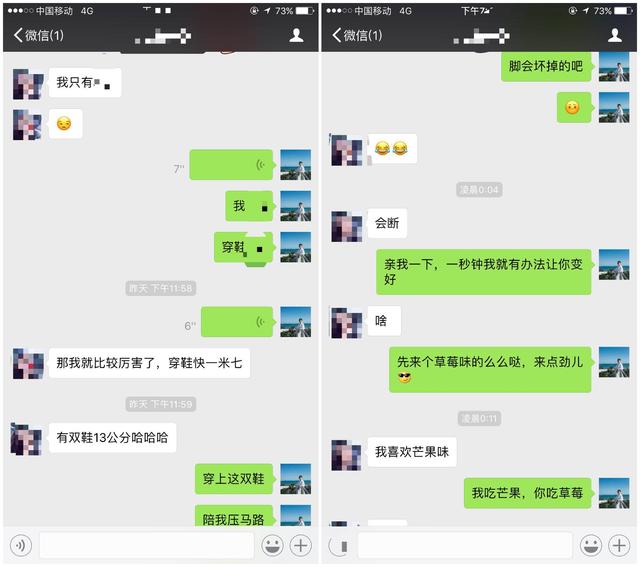 中国移动 4G
73%
微信(1)
我只有
7''
我
穿鞋
昨天 下午11:58
6''
那我就比较厉害了，穿鞋快一米七
昨天 下午11:59
有双鞋13公分哈哈哈
穿上这双鞋
陪我压马路
中国移动 4G
73%
微信(1)
脚会坏掉的吧
凌晨0:04
会断
亲我一下，一秒钟我就有办法让你变
好
啥
先来个草莓味的么么哒，来点劲儿
凌晨0:11
我喜欢芒果味
我吃芒果，你吃草莓